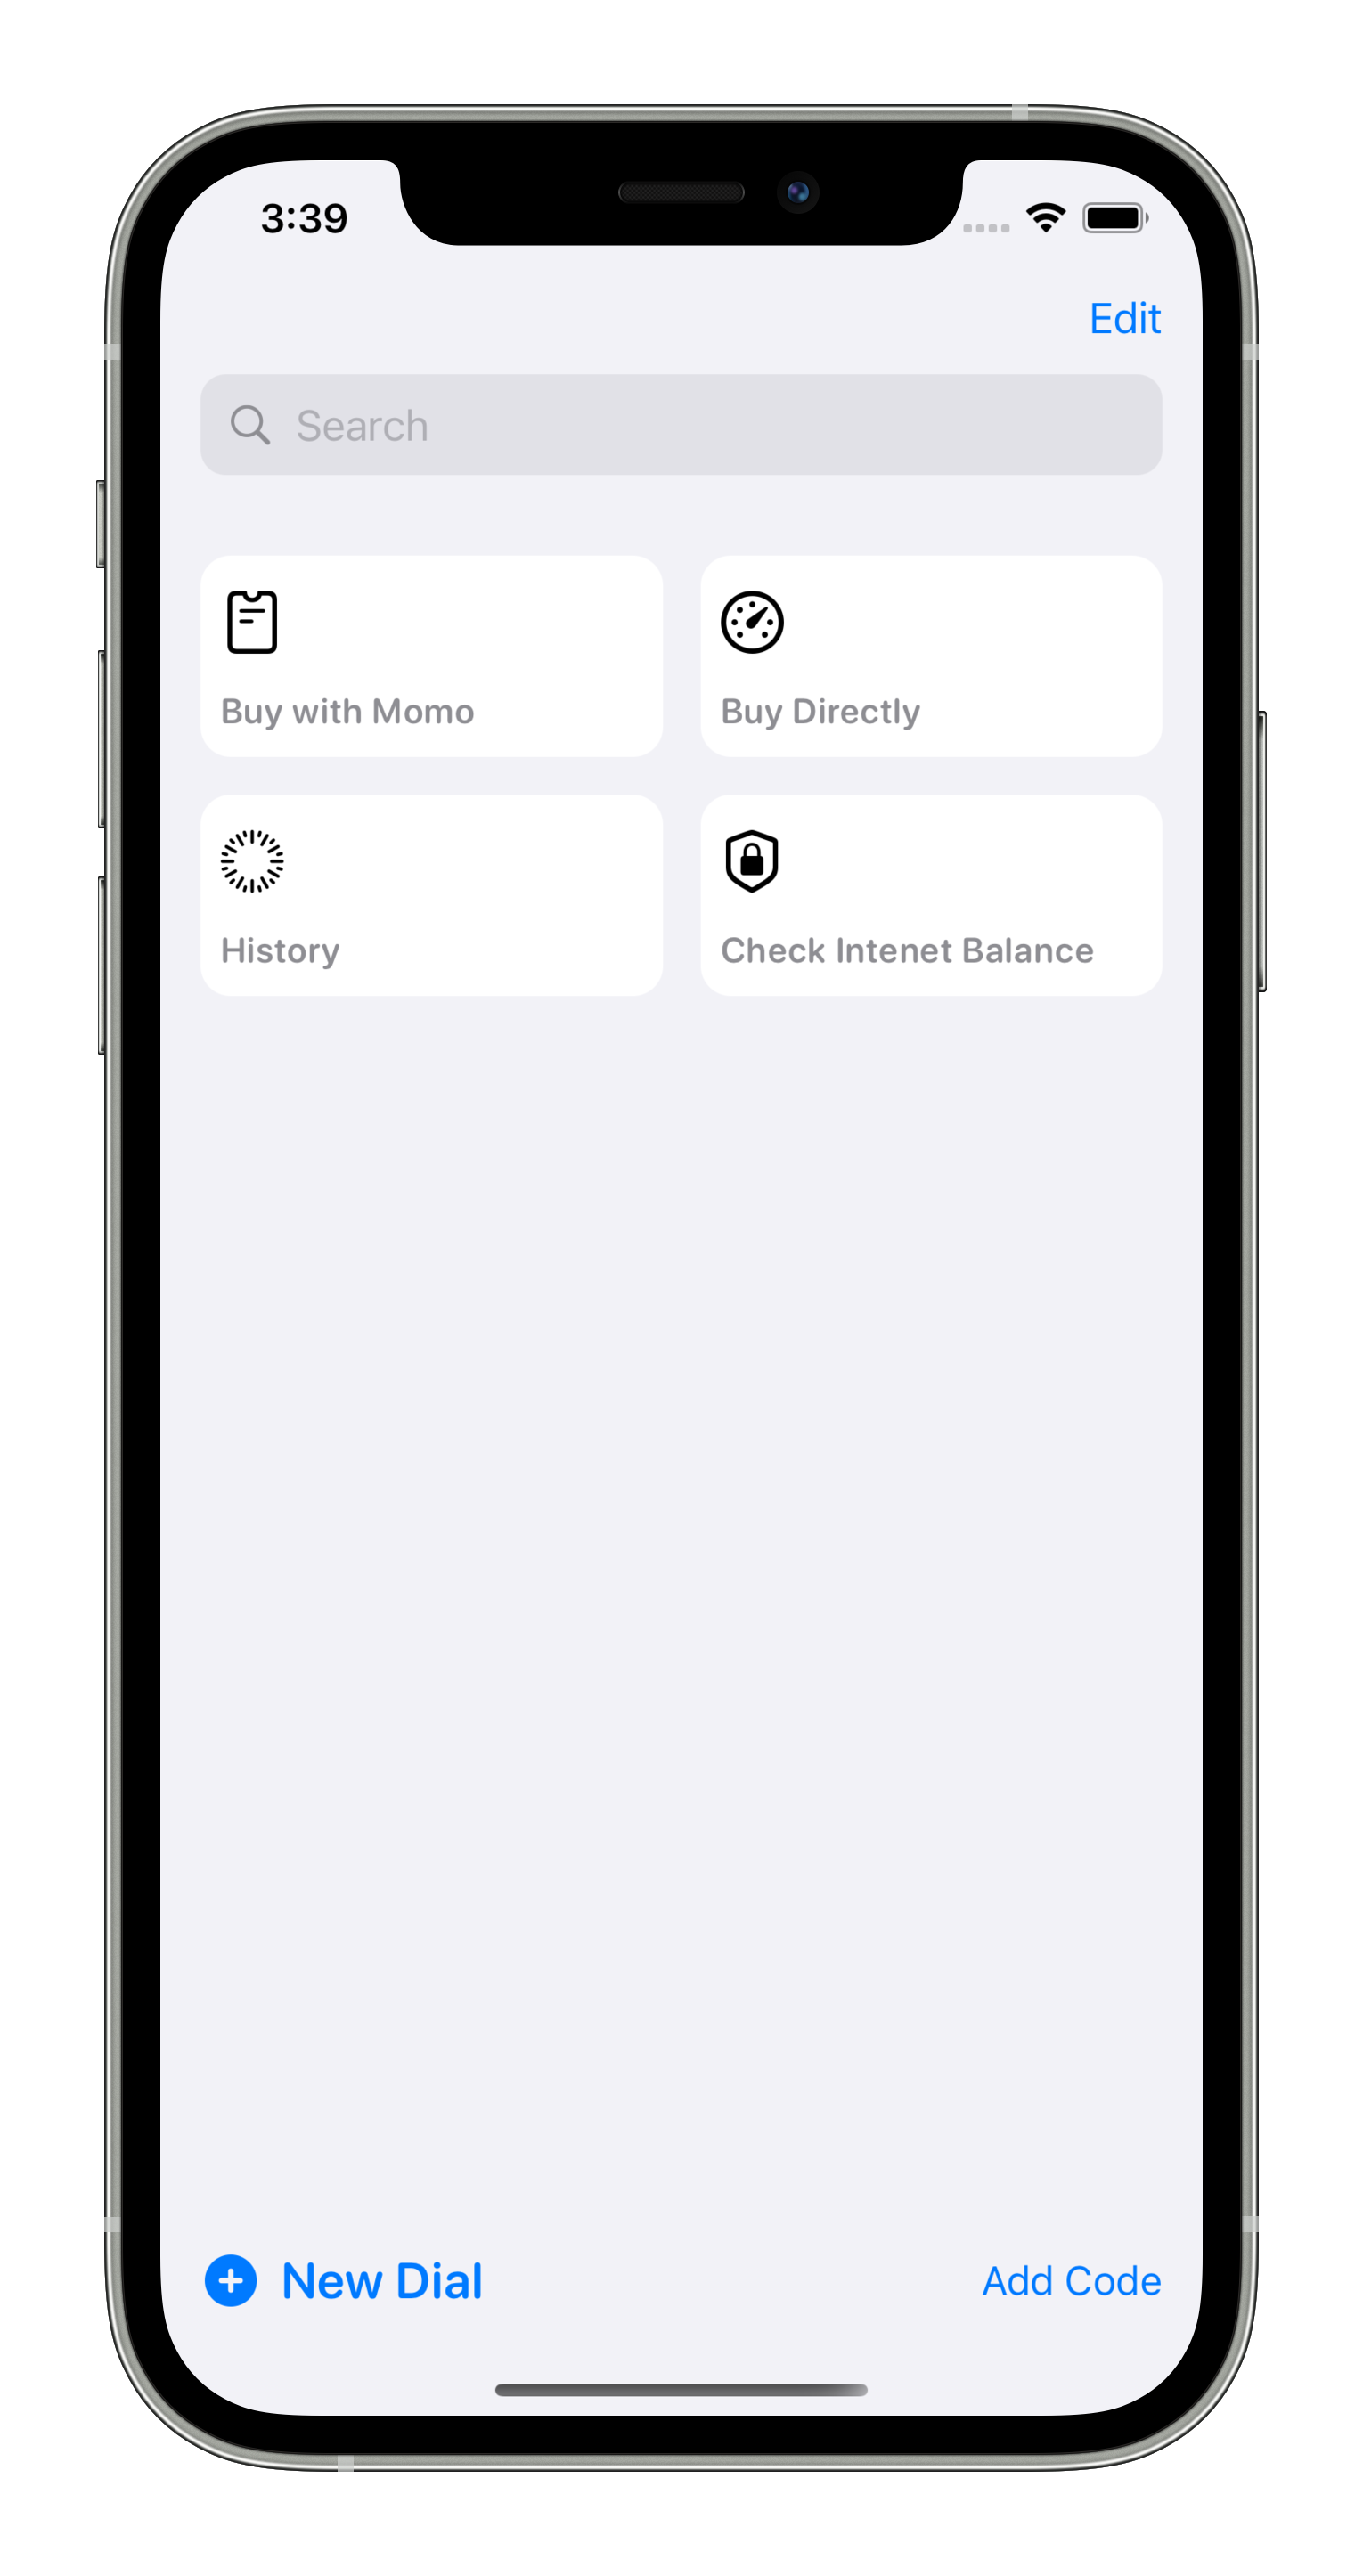 3:39
Edit
Search
Buy with Momo
Buy Directly
History
Check Intenet Balance
New Dial
Add Code